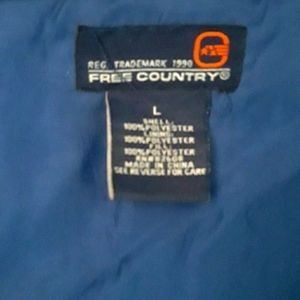 REG. TRADEMARK 1990
FREE COUNTRY®
L
SHELL:
100% POLYESTER
LINING:
100% POLYESTER
FILL:
100% POLYESTER
MADE IN CHINA
SEE REVERSE FOR CARE